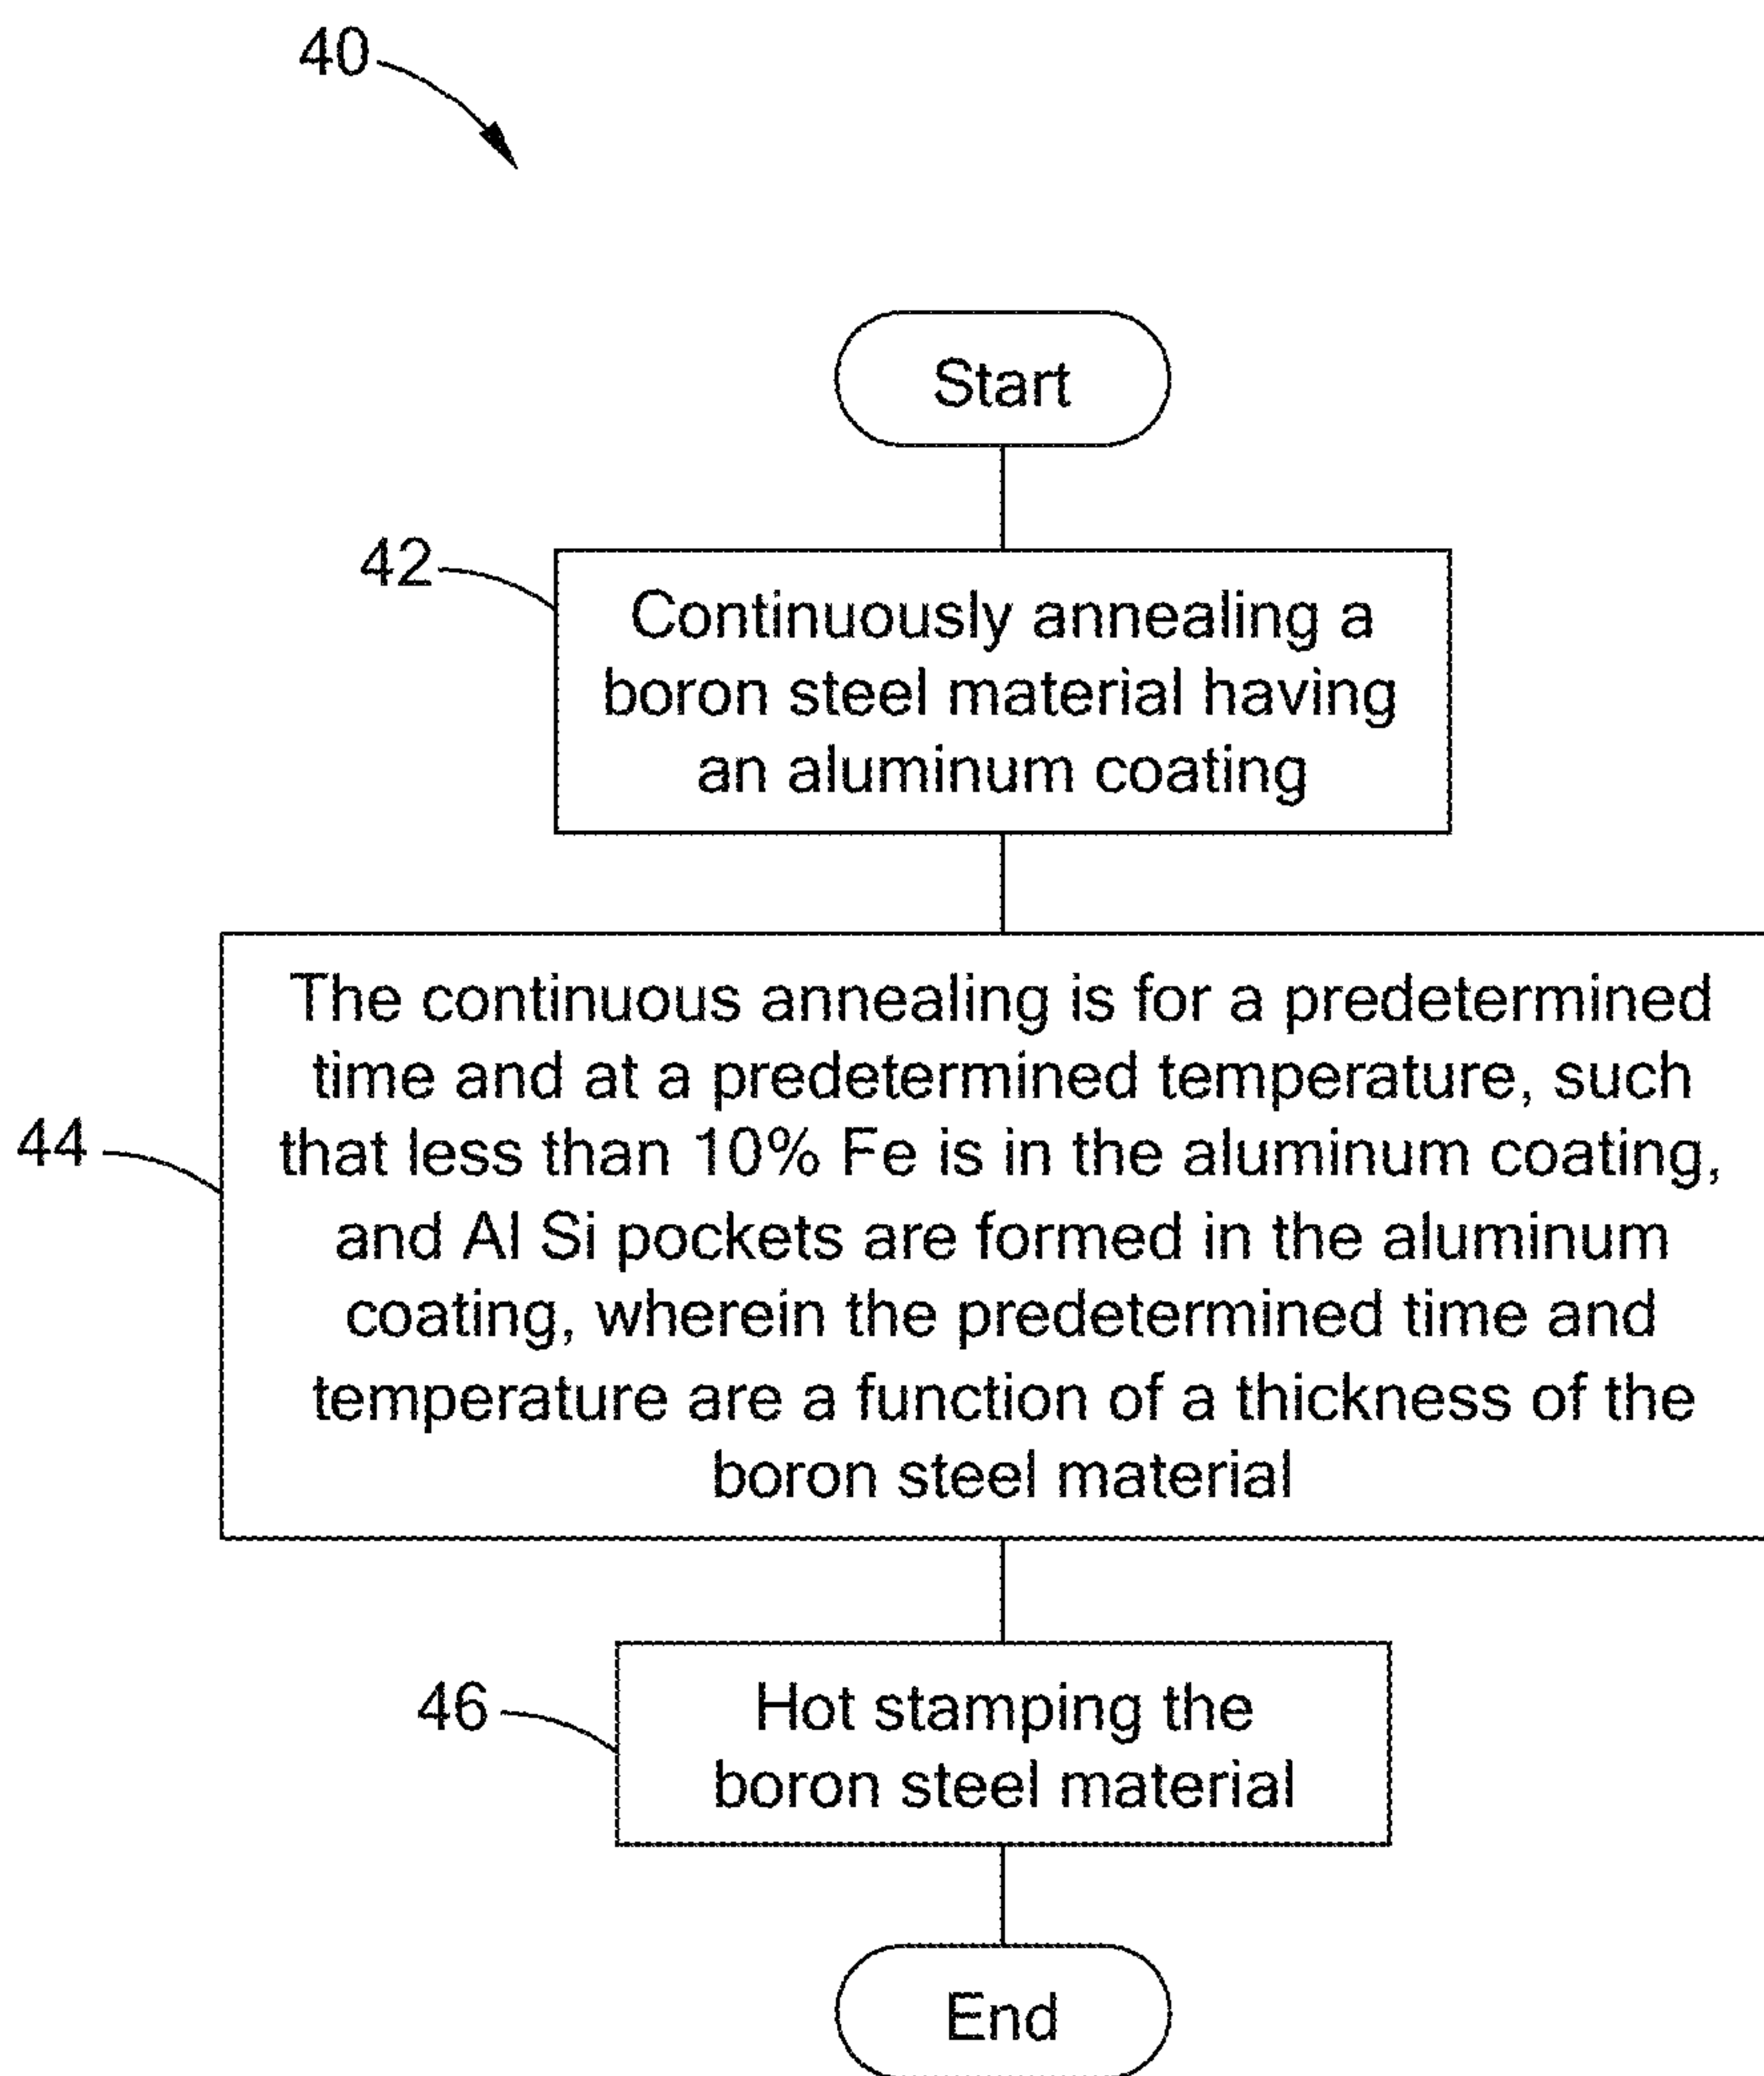 40
Start
42
Continuously annealing a
boron steel material having
an aluminum coating
The continuous annealing is for a predetermined
time and at a predetermined temperature, such
44
that less than 10% Fe is in the aluminum coating,
and Al Si pockets are formed in the aluminum
coating, wherein the predetermined time and
temperature are a function of a thickness of the
boron steel material
46
Hot stamping the
boron steel material
End